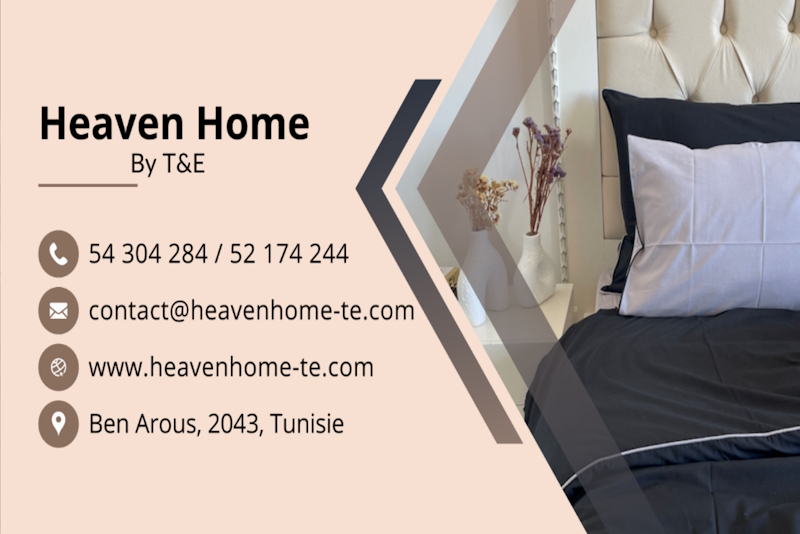 Heaven Home
By T&E
54 304 284 / 52 174 244
contact@heavenhome-te.com
www.heavenhome-te.com
Ben Arous, 2043, Tunisie